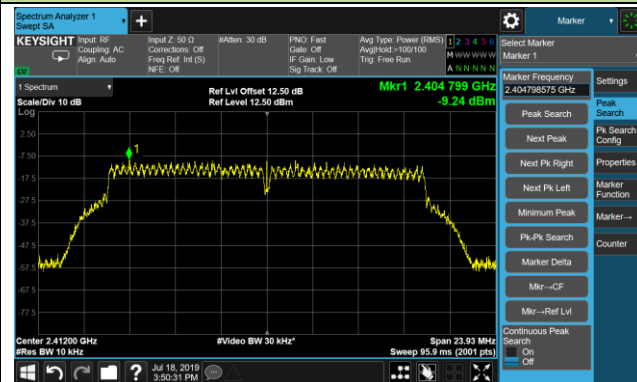 Spectrum Analyzer 1
Swept SA
Marker
KEYSIGHT
Input: RF
Coupling: AC
Align: Auto
Input Z: 50 Ω
Corrections: Off
Freq Ref: Int (S)
NFE: Off
#Atten: 30 dB
PNO: Fast
Gate: Off
IF Gain: Low
Sig Track: Off
Avg Type: Power (RMS)
Avg|Hold:>100/100
Trig: Free Run
1 2 3 4 5 6
M W W W W W
A N N N N N
LXI
1 Spectrum
Scale/Div 10 dB
Log
Ref Lvl Offset 12.50 dB
Ref Level 12.50 dBm
Mkr1 2.404 799 GHz
-9.24 dBm
1
2.50
-7.50
-17.5
-27.5
-37.5
-47.5
-57.5
-67.5
-77.5
Center 2.41200 GHz
#Res BW 10 kHz
#Video BW 30 kHz*
Span 23.93 MHz
Sweep 95.9 ms (2001 pts)
Jul 18, 2019
3:50:31 PM
Select Marker
Marker 1
Marker Frequency
2.404798575 GHz
Peak Search
Next Peak
Next Pk Right
Next Pk Left
Minimum Peak
Pk-Pk Search
Marker Delta
Mkr→CF
Mkr→Ref Lvl
Continuous Peak
Search
On
Off
Settings
Peak
Search
Pk Search
Config
Properties
Marker
Function
Marker→
Counter